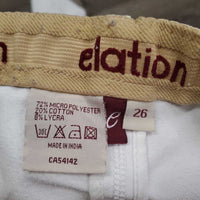 elation
72% MICRO POLYESTER
20% COTTON
8% LYCRA
e 26
MADE IN INDIA
CA54142